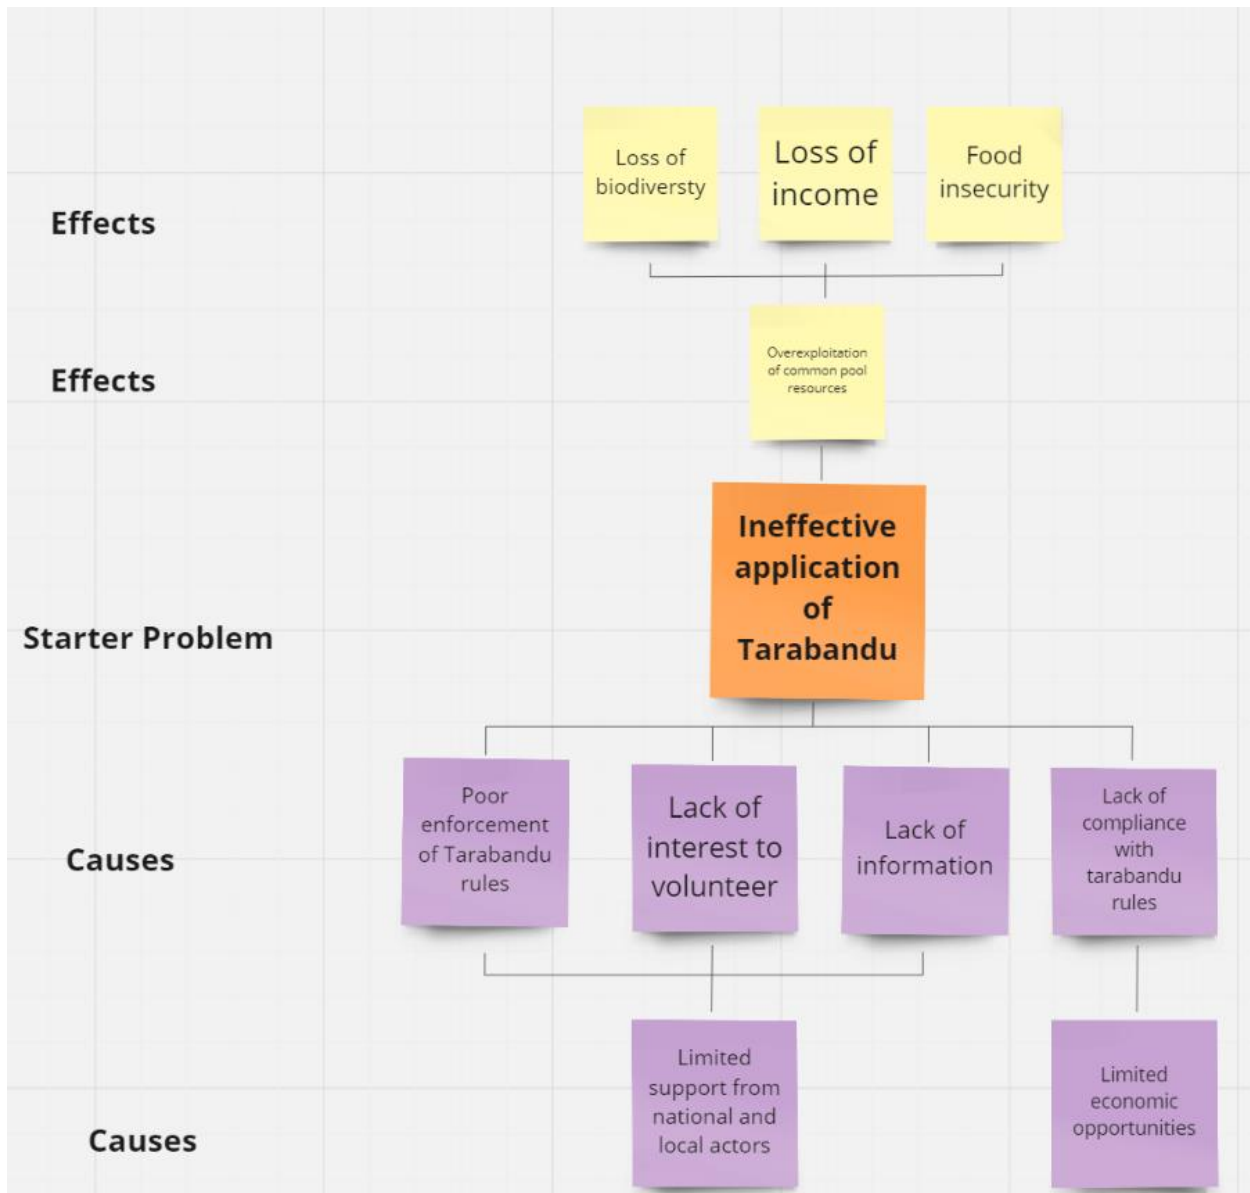 Loss of
biodiversty
Loss of
income
Food
insecurity
Effects
Overexploitation
of common pool
resources
Effects
Ineffective
application
of
Tarabandu
Starter Problem
Poor
enforcement
of Tarabandu
rules
Lack of
interest to
volunteer
Lack of
information
Lack of
compliance
with
tarabandu
rules
Causes
Limited
support from
national and
local actors
Limited
economic
opportunities
Causes